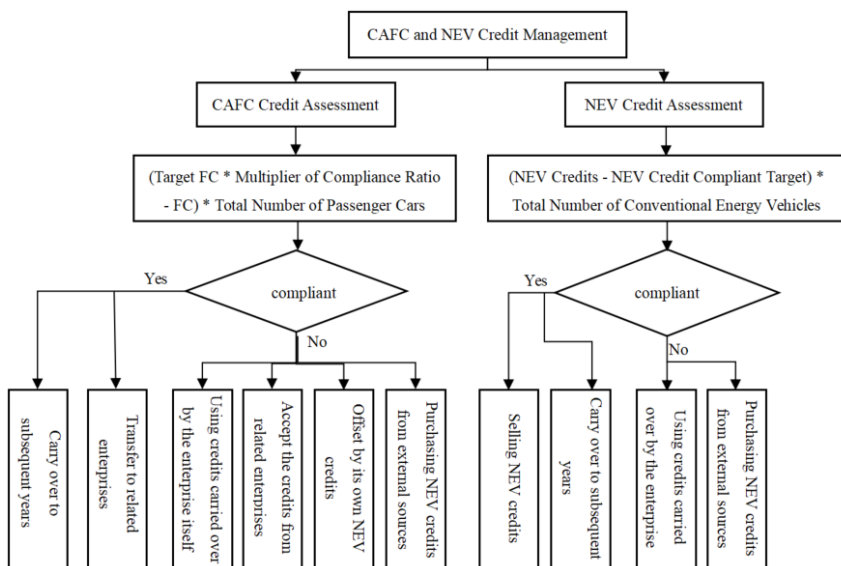 CAFC and NEV Credit Management
CAFC Credit Assessment
NEV Credit Assessment
(Target FC * Multiplier of Compliance Ratio
- FC) * Total Number of Passenger Cars
(NEV Credits - NEV Credit Compliant Target) *
Total Number of Conventional Energy Vehicles
Yes
compliant
No
Yes
compliant
No
Carry over to
subsequent years
Transfer to related
enterprises
Using credits carried over
by the enterprise itself
Accept the credits from
related enterprises
Offset by its own NEV
credits
Purchasing NEV credits
from external sources
Selling NEV credits
Carry over to subsequent
years
Using credits carried
over by the enterprise
Purchasing NEV credits
from external sources